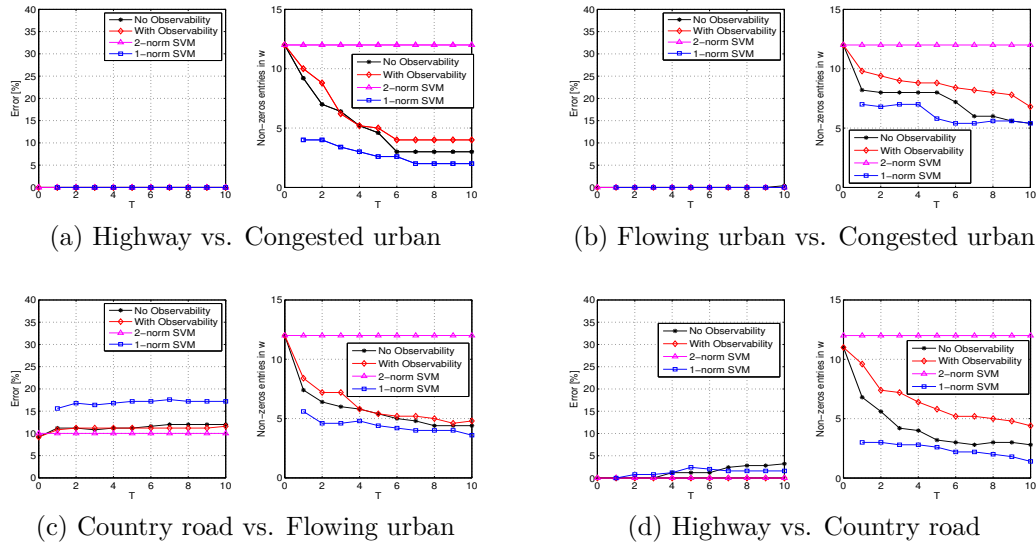 40
35
30
25
20
15
10
5
0
Error [%]
0 2 4 6 8 10
T
No Observability
With Observability
2-norm SVM
1-norm SVM
15
10
5
0
Non-zeros entries in w
0 2 4 6 8 10
T
No Observability
With Observability
2-norm SVM
1-norm SVM
(a) Highway vs. Congested urban
40
35
30
25
20
15
10
5
0
Error [%]
0 2 4 6 8 10
T
No Observability
With Observability
2-norm SVM
1-norm SVM
15
10
5
0
Non-zeros entries in w
0 2 4 6 8 10
T
No Observability
With Observability
2-norm SVM
1-norm SVM
(b) Flowing urban vs. Congested urban
40
35
30
25
20
15
10
5
0
Error [%]
0 2 4 6 8 10
T
No Observability
With Observability
2-norm SVM
1-norm SVM
15
10
5
0
Non-zeros entries in w
0 2 4 6 8 10
T
No Observability
With Observability
2-norm SVM
1-norm SVM
(c) Country road vs. Flowing urban
40
35
30
25
20
15
10
5
0
Error [%]
0 2 4 6 8 10
T
No Observability
With Observability
2-norm SVM
1-norm SVM
15
10
5
0
Non-zeros entries in w
0 2 4 6 8 10
T
No Observability
With Observability
2-norm SVM
1-norm SVM
(d) Highway vs. Country road